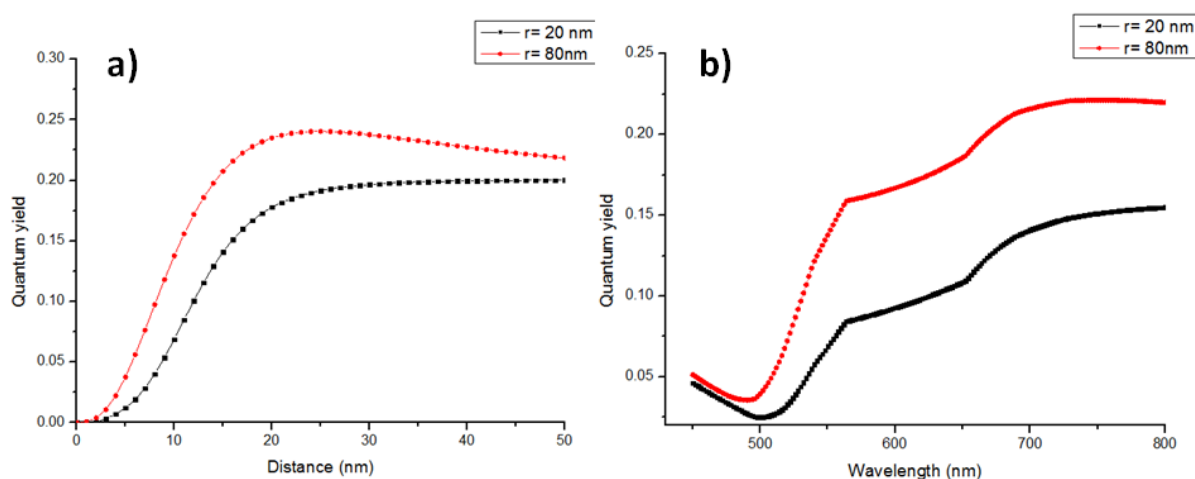 a)
r= 20 nm
r= 80nm
0.30
0.25
0.20
0.15
0.10
0.05
0.00
Quantum yield
0 10 20 30 40 50
Distance (nm)
b)
r= 20 nm
r= 80nm
0.25
0.20
0.15
0.10
0.05
Quantum yield
500 600 700 800
Wavelength (nm)